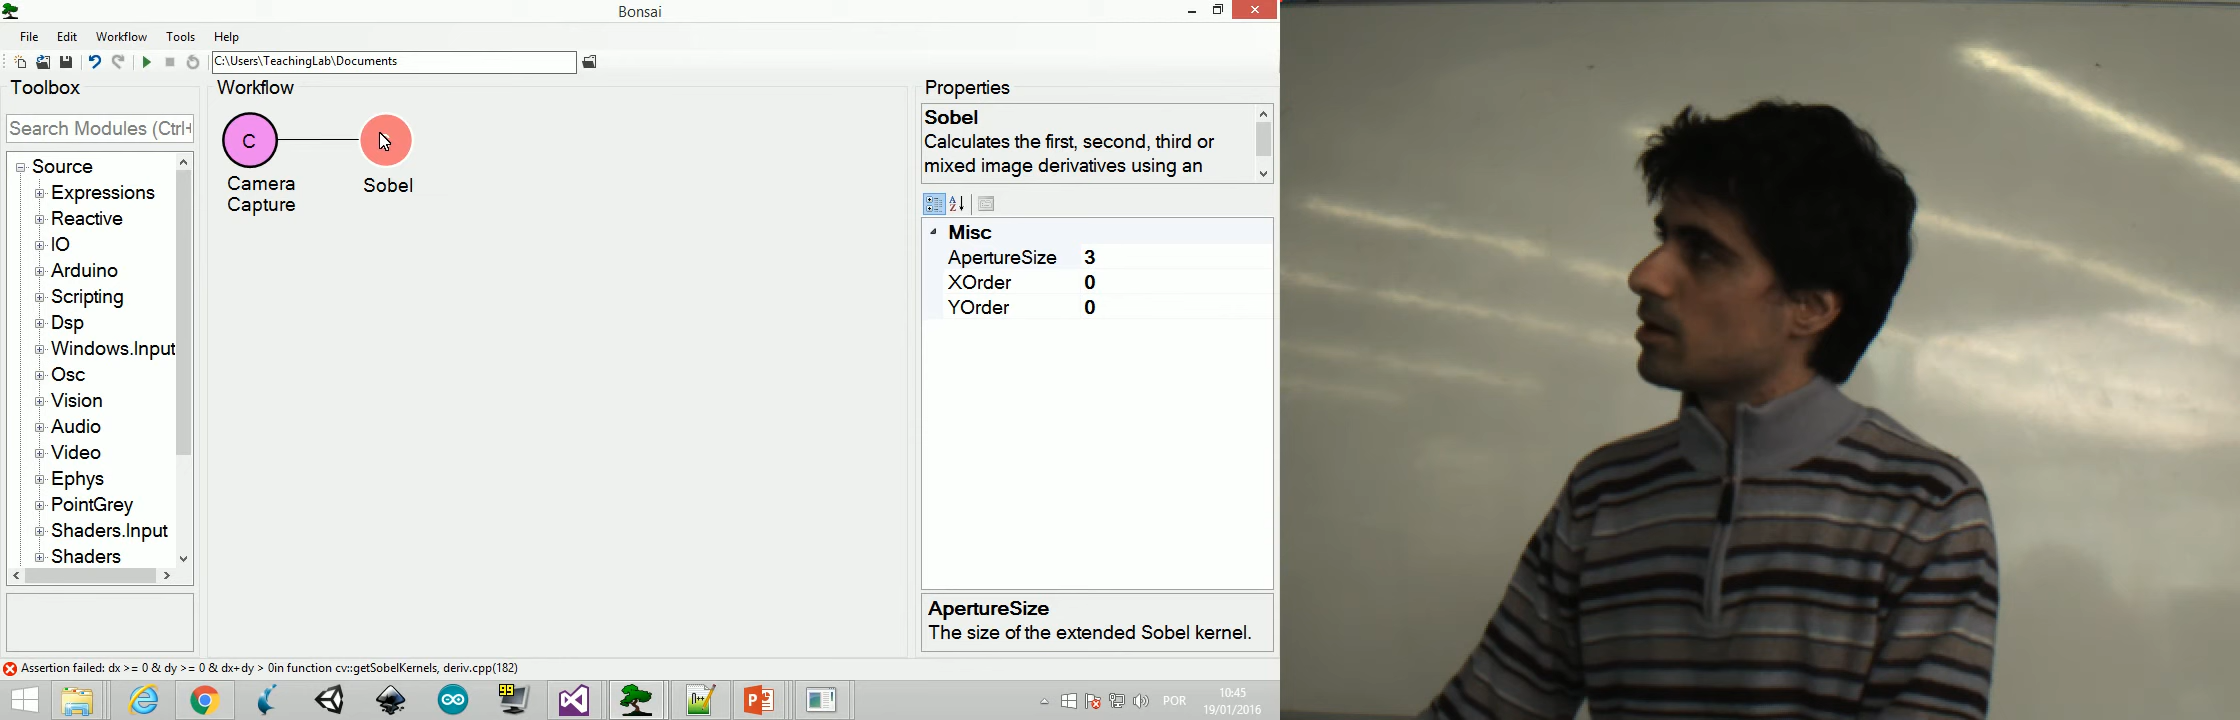 Bonsai
File Edit Workflow Tools Help
C:\Users\TeachingLab\Documents
Toolbox
Workflow
Properties
Search Modules (Ctrl+
Source
Expressions
Reactive
IO
Arduino
Scripting
Dsp
Windows.Input
Osc
Vision
Audio
Video
Ephys
PointGrey
Shaders.Input
Shaders
C
Camera
Capture
Sobel
Sobel
Calculates the first, second, third or
mixed image derivatives using an
Misc
ApertureSize 3
XOrder 0
YOrder 0
ApertureSize
The size of the extended Sobel kernel.
Assertion failed: dx >= 0 & dy >= 0 & dx+dy > 0in function cv::getSobelKernels, deriv.cpp(182)
99
POR
10:45
19/01/2016